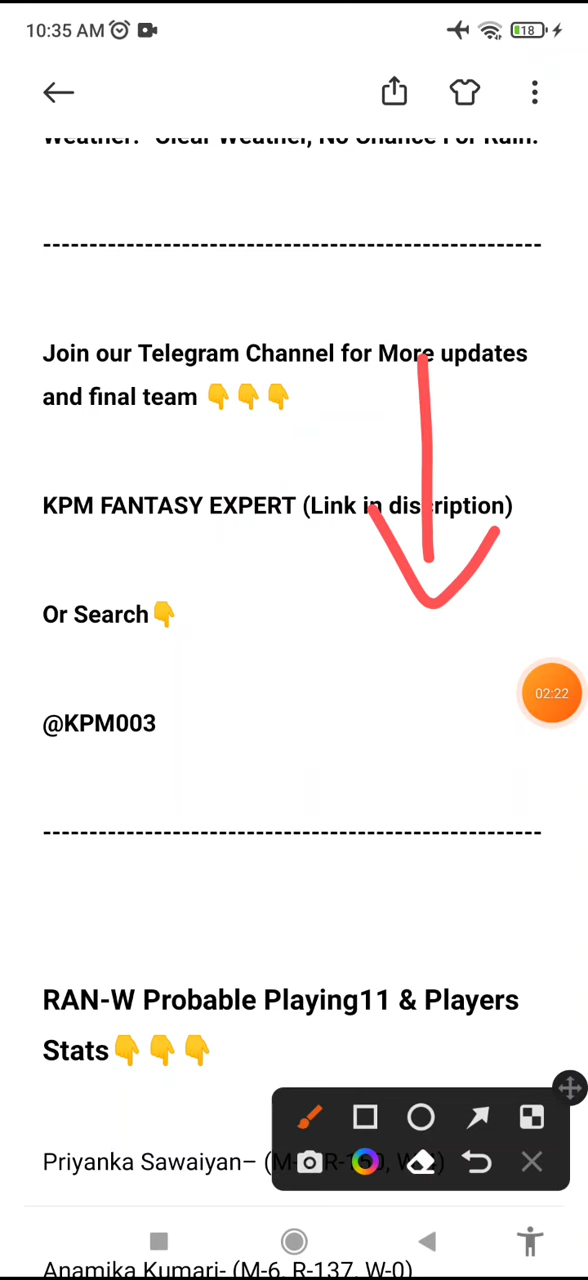 10:35 AM
18
Weather:- Clear Weather, No Chance For Rain.
------------------------------------------------------
Join our Telegram Channel for More updates
and final team 👇👇👇
KPM FANTASY EXPERT (Link in discription)
Or Search👇
02:22
@KPM003
------------------------------------------------------
RAN-W Probable Playing11 & Players
Stats👇👇👇
Priyanka Sawaiyan– (
Anamika Kumari- (M-6, R-137, W-0)